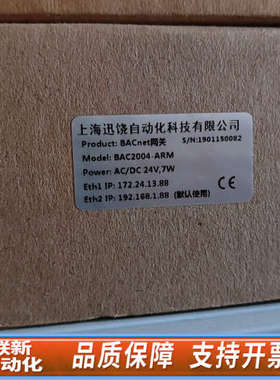 上海迅饶自动化科技有限公司
Product: BACnet网关 S/N:1901150082
Model: BAC2004-ARM
Power: AC/DC 24V,7W
Eth1 IP: 172.24.13.88
Eth2 IP: 192.168.1.88 (默认使用)
CE
联新
自动化
品质保障 支持开票